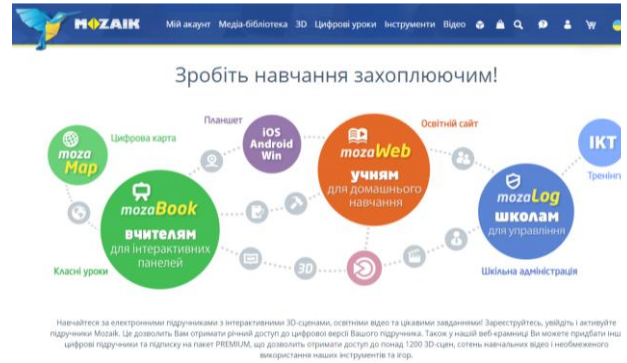 MOZAIK Мій акаунт Медіа-бібліотека 3D Цифрові уроки Інструменти Відео
Зробіть навчання захоплюючим!
moza Map
Цифрова карта
Планшет
iOS
Android
Win
mozaWeb
учням
для домашнього
навчання
Освітній сайт
ІКТ
Тренінги
mozaBook
вчителям
для інтерактивних
панелей
Класні уроки
3D
mozaLog
школам
для управління
Шкільна адміністрація
Навчайтеся за електронними підручниками з інтерактивними 3D-сценами, освітніми відео та цікавими завданнями! Зареєструйтесь, увійдіть і активуйте
підручники Mozaik. Це дозволить Вам отримати річний доступ до цифрової версії Вашого підручника. Також у нашій веб-крамниці Ви можете придбати інш
цифрові підручники та підписку на пакет PREMIUM, що дозволить отримати доступ до понад 1200 3D-сцен, сотень навчальних відео і необмеженого
використання наших інструментів та ігор.